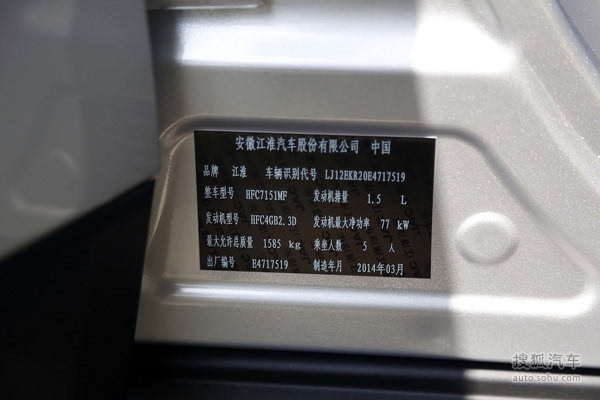 安徽江淮汽车股份有限公司 中国
品牌 江淮 车辆识别代号 LJ12EKR20E4717519
整车型号 HFC7151MF 发动机排量 1.5 L
发动机型号 HFC4GB2.3D 发动机最大净功率 77 kW
最大允许总质量 1585 kg 乘坐人数 5 人
出厂编号 E4717519 制造年月 2014年03月
搜狐汽车
auto.sohu.com